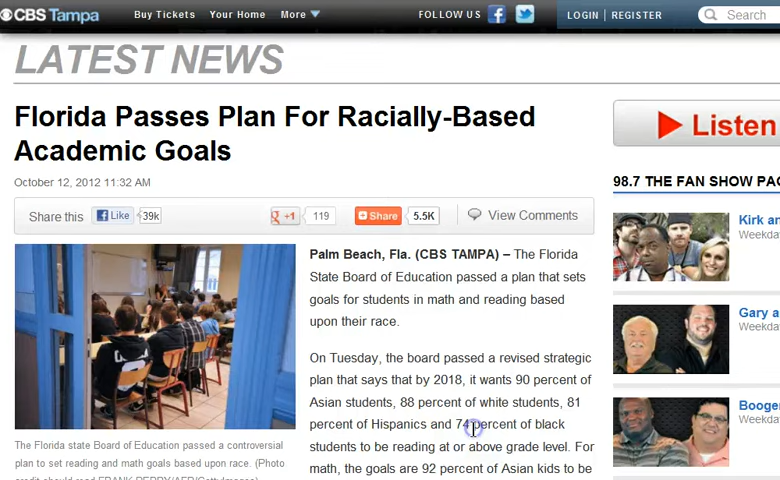 CBS Tampa Buy Tickets Your Home More FOLLOW US LOGIN | REGISTER Search
LATEST NEWS
Florida Passes Plan For Racially-Based
Academic Goals
October 12, 2012 11:32 AM
Share this Like 39k +1 119 Share 5.5K View Comments
Palm Beach, Fla. (CBS TAMPA) – The Florida
State Board of Education passed a plan that sets
goals for students in math and reading based
upon their race.
On Tuesday, the board passed a revised strategic
plan that says that by 2018, it wants 90 percent of
Asian students, 88 percent of white students, 81
percent of Hispanics and 74 percent of black
students to be reading at or above grade level. For
math, the goals are 92 percent of Asian kids to be
The Florida state Board of Education passed a controversial
plan to set reading and math goals based upon race. (Photo
Listen
98.7 THE FAN SHOW PAG
Kirk an
Weekda
Gary a
Weekda
Booge
Weekda